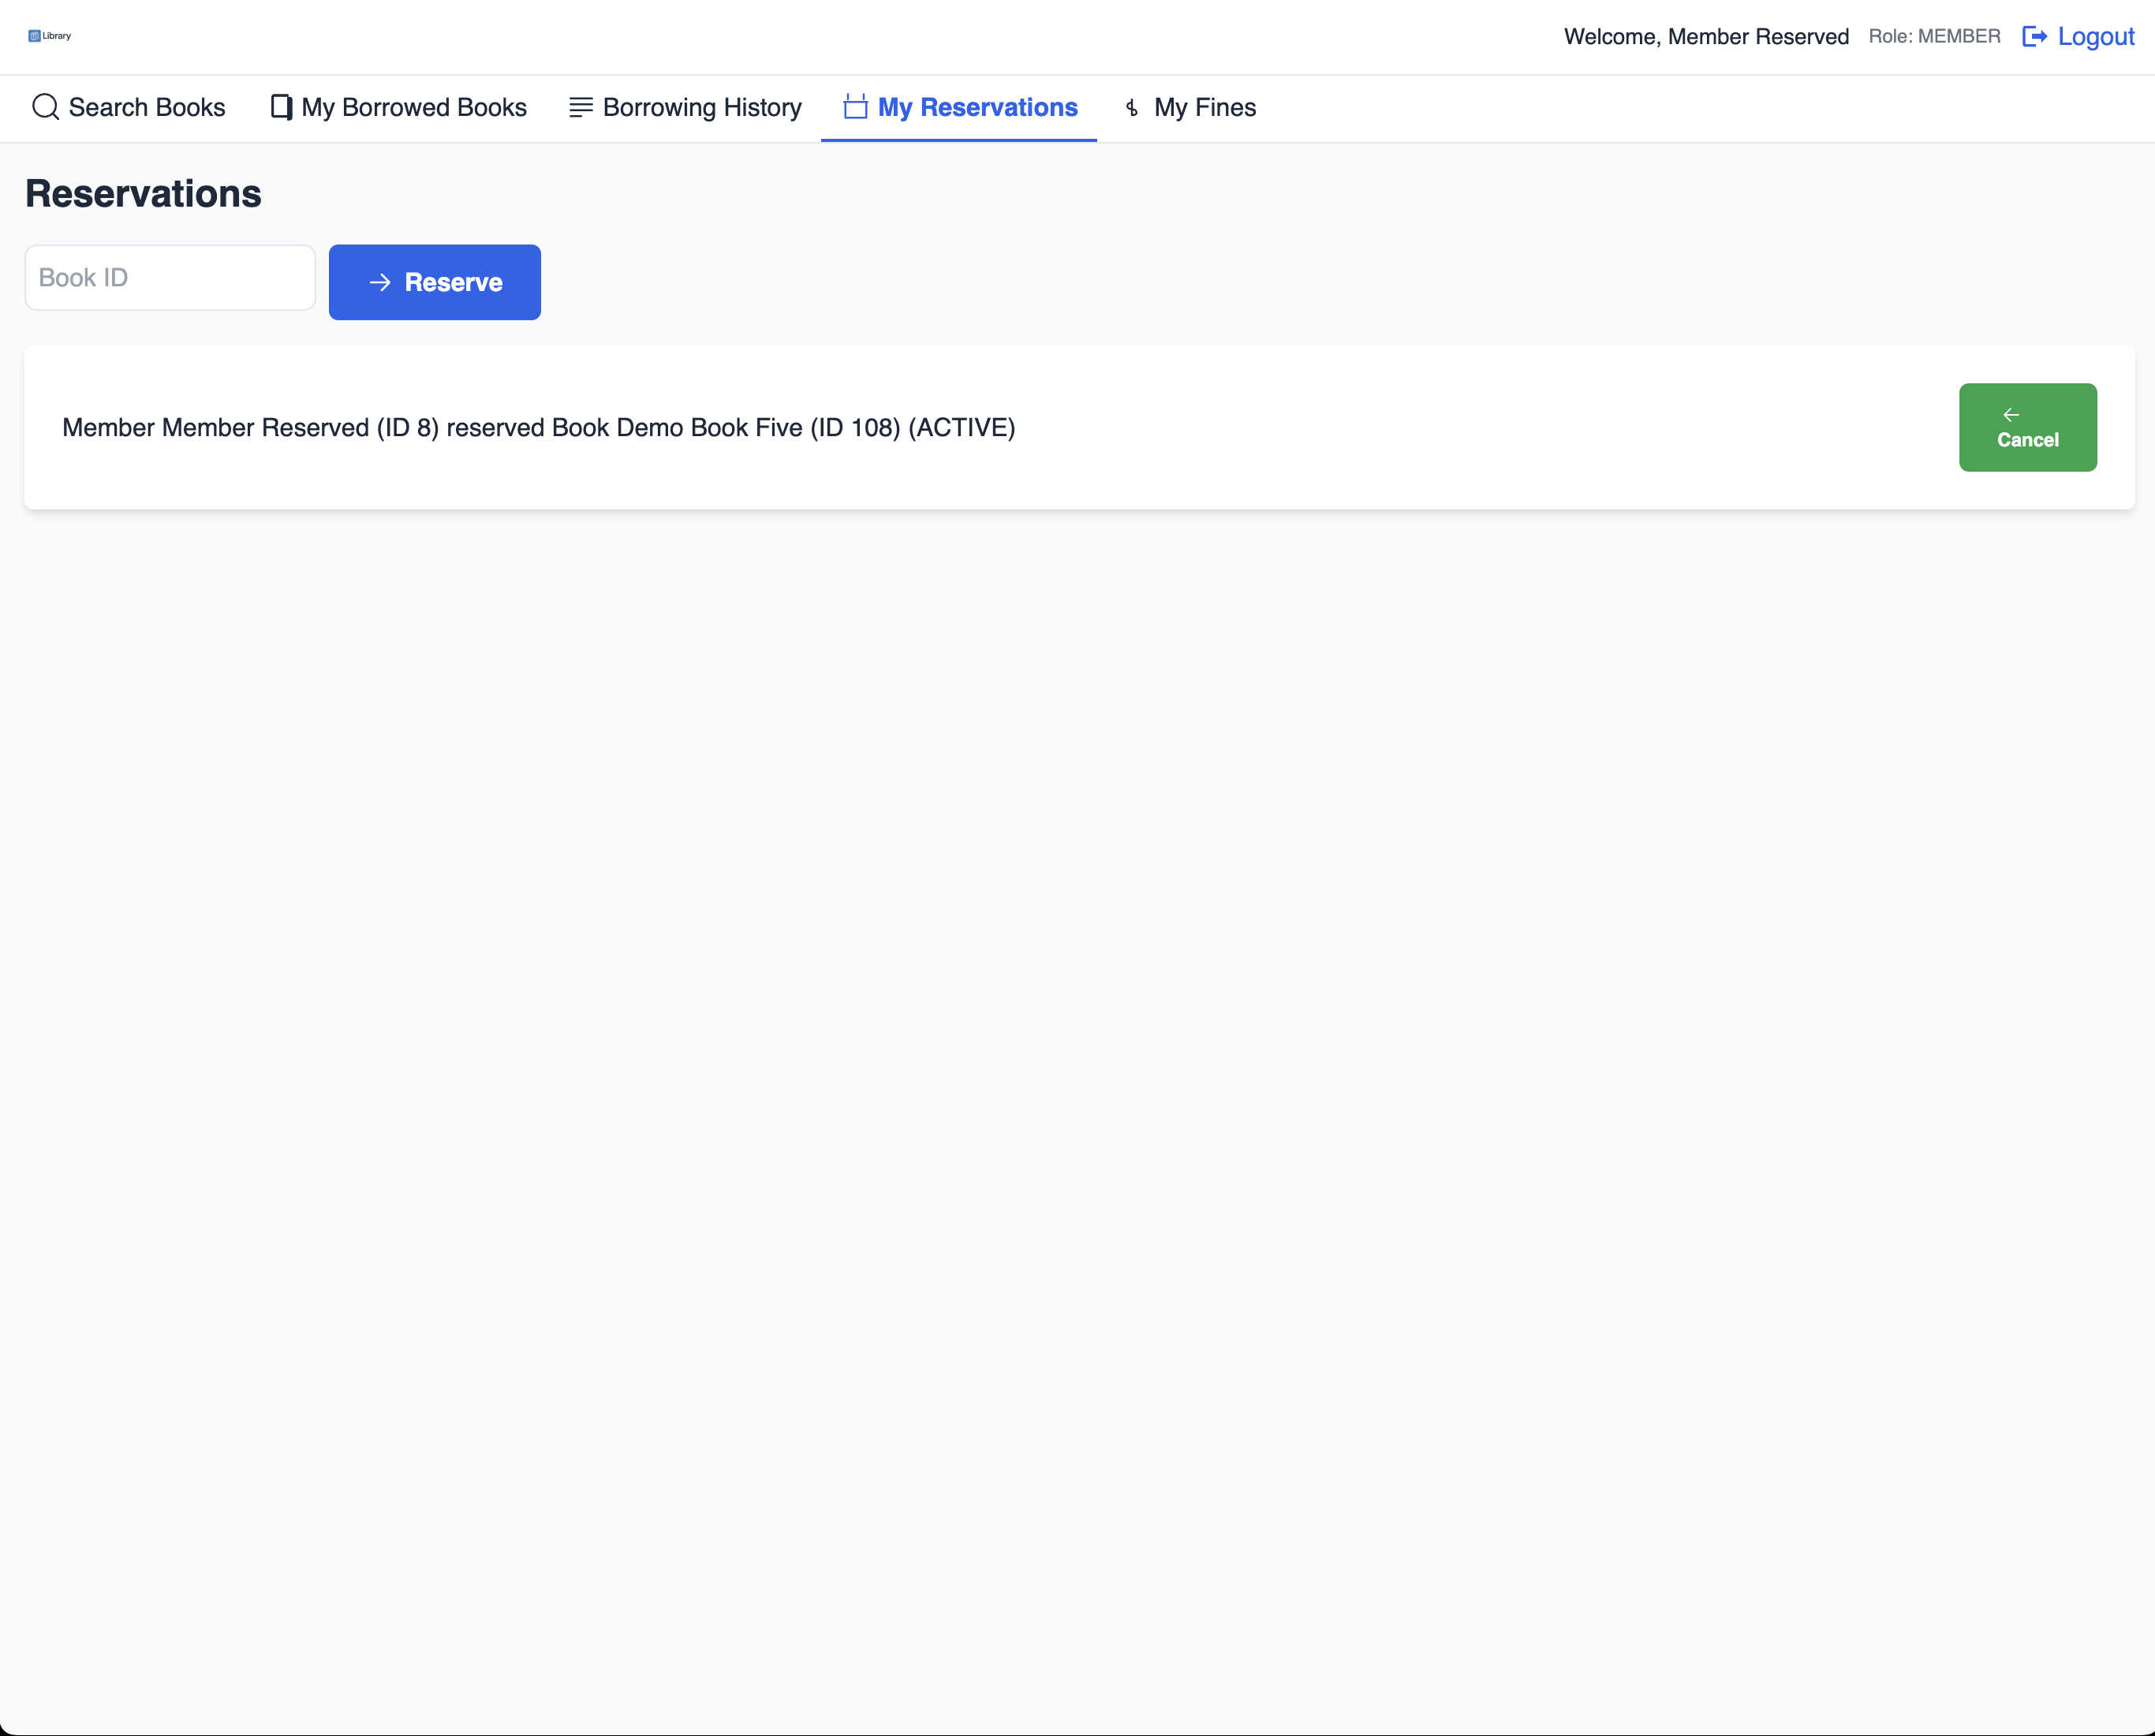 Library
Welcome, Member Reserved Role: MEMBER Logout
Search Books My Borrowed Books Borrowing History My Reservations $ My Fines
Reservations
Book ID
Reserve
Member Member Reserved (ID 8) reserved Book Demo Book Five (ID 108) (ACTIVE)
Cancel